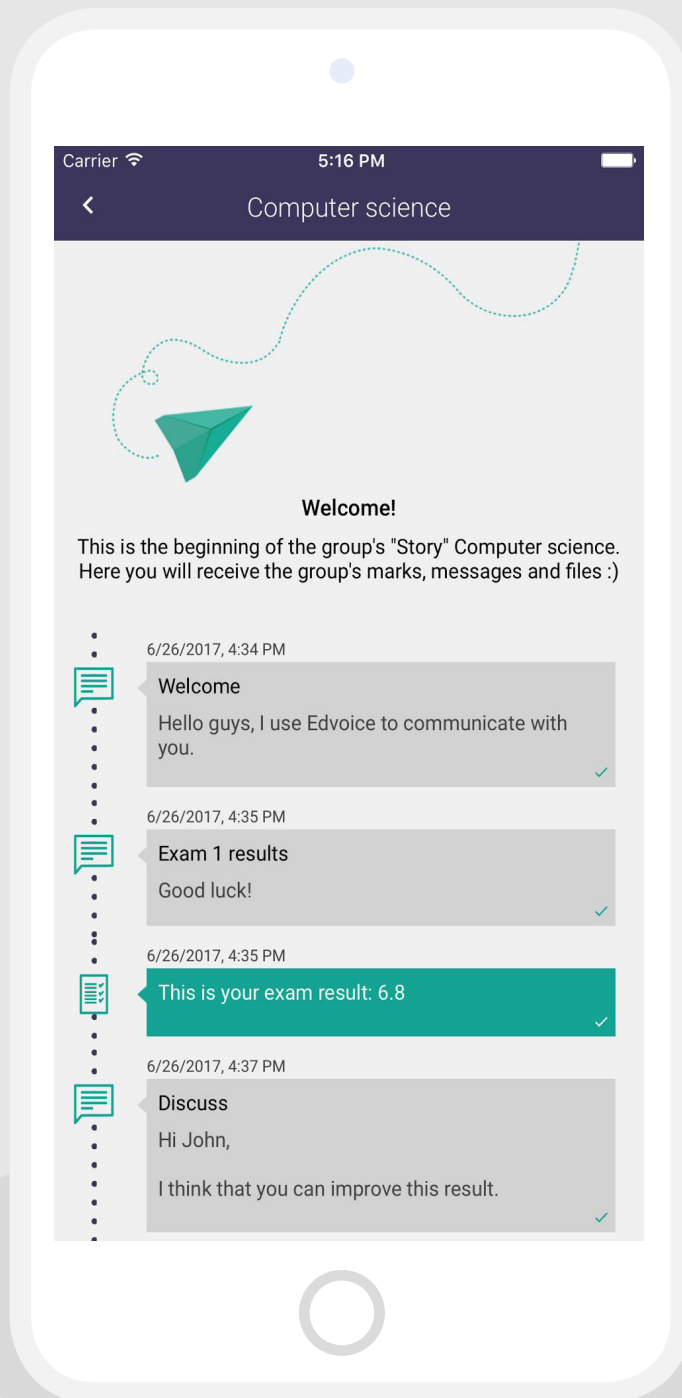 Carrier
5:16 PM
Computer science
Welcome!
This is the beginning of the group's "Story" Computer science.
Here you will receive the group's marks, messages and files :)
6/26/2017, 4:34 PM
Welcome
Hello guys, I use Edvoice to communicate with
you.
6/26/2017, 4:35 PM
Exam 1 results
Good luck!
6/26/2017, 4:35 PM
This is your exam result: 6.8
6/26/2017, 4:37 PM
Discuss
Hi John,
I think that you can improve this result.